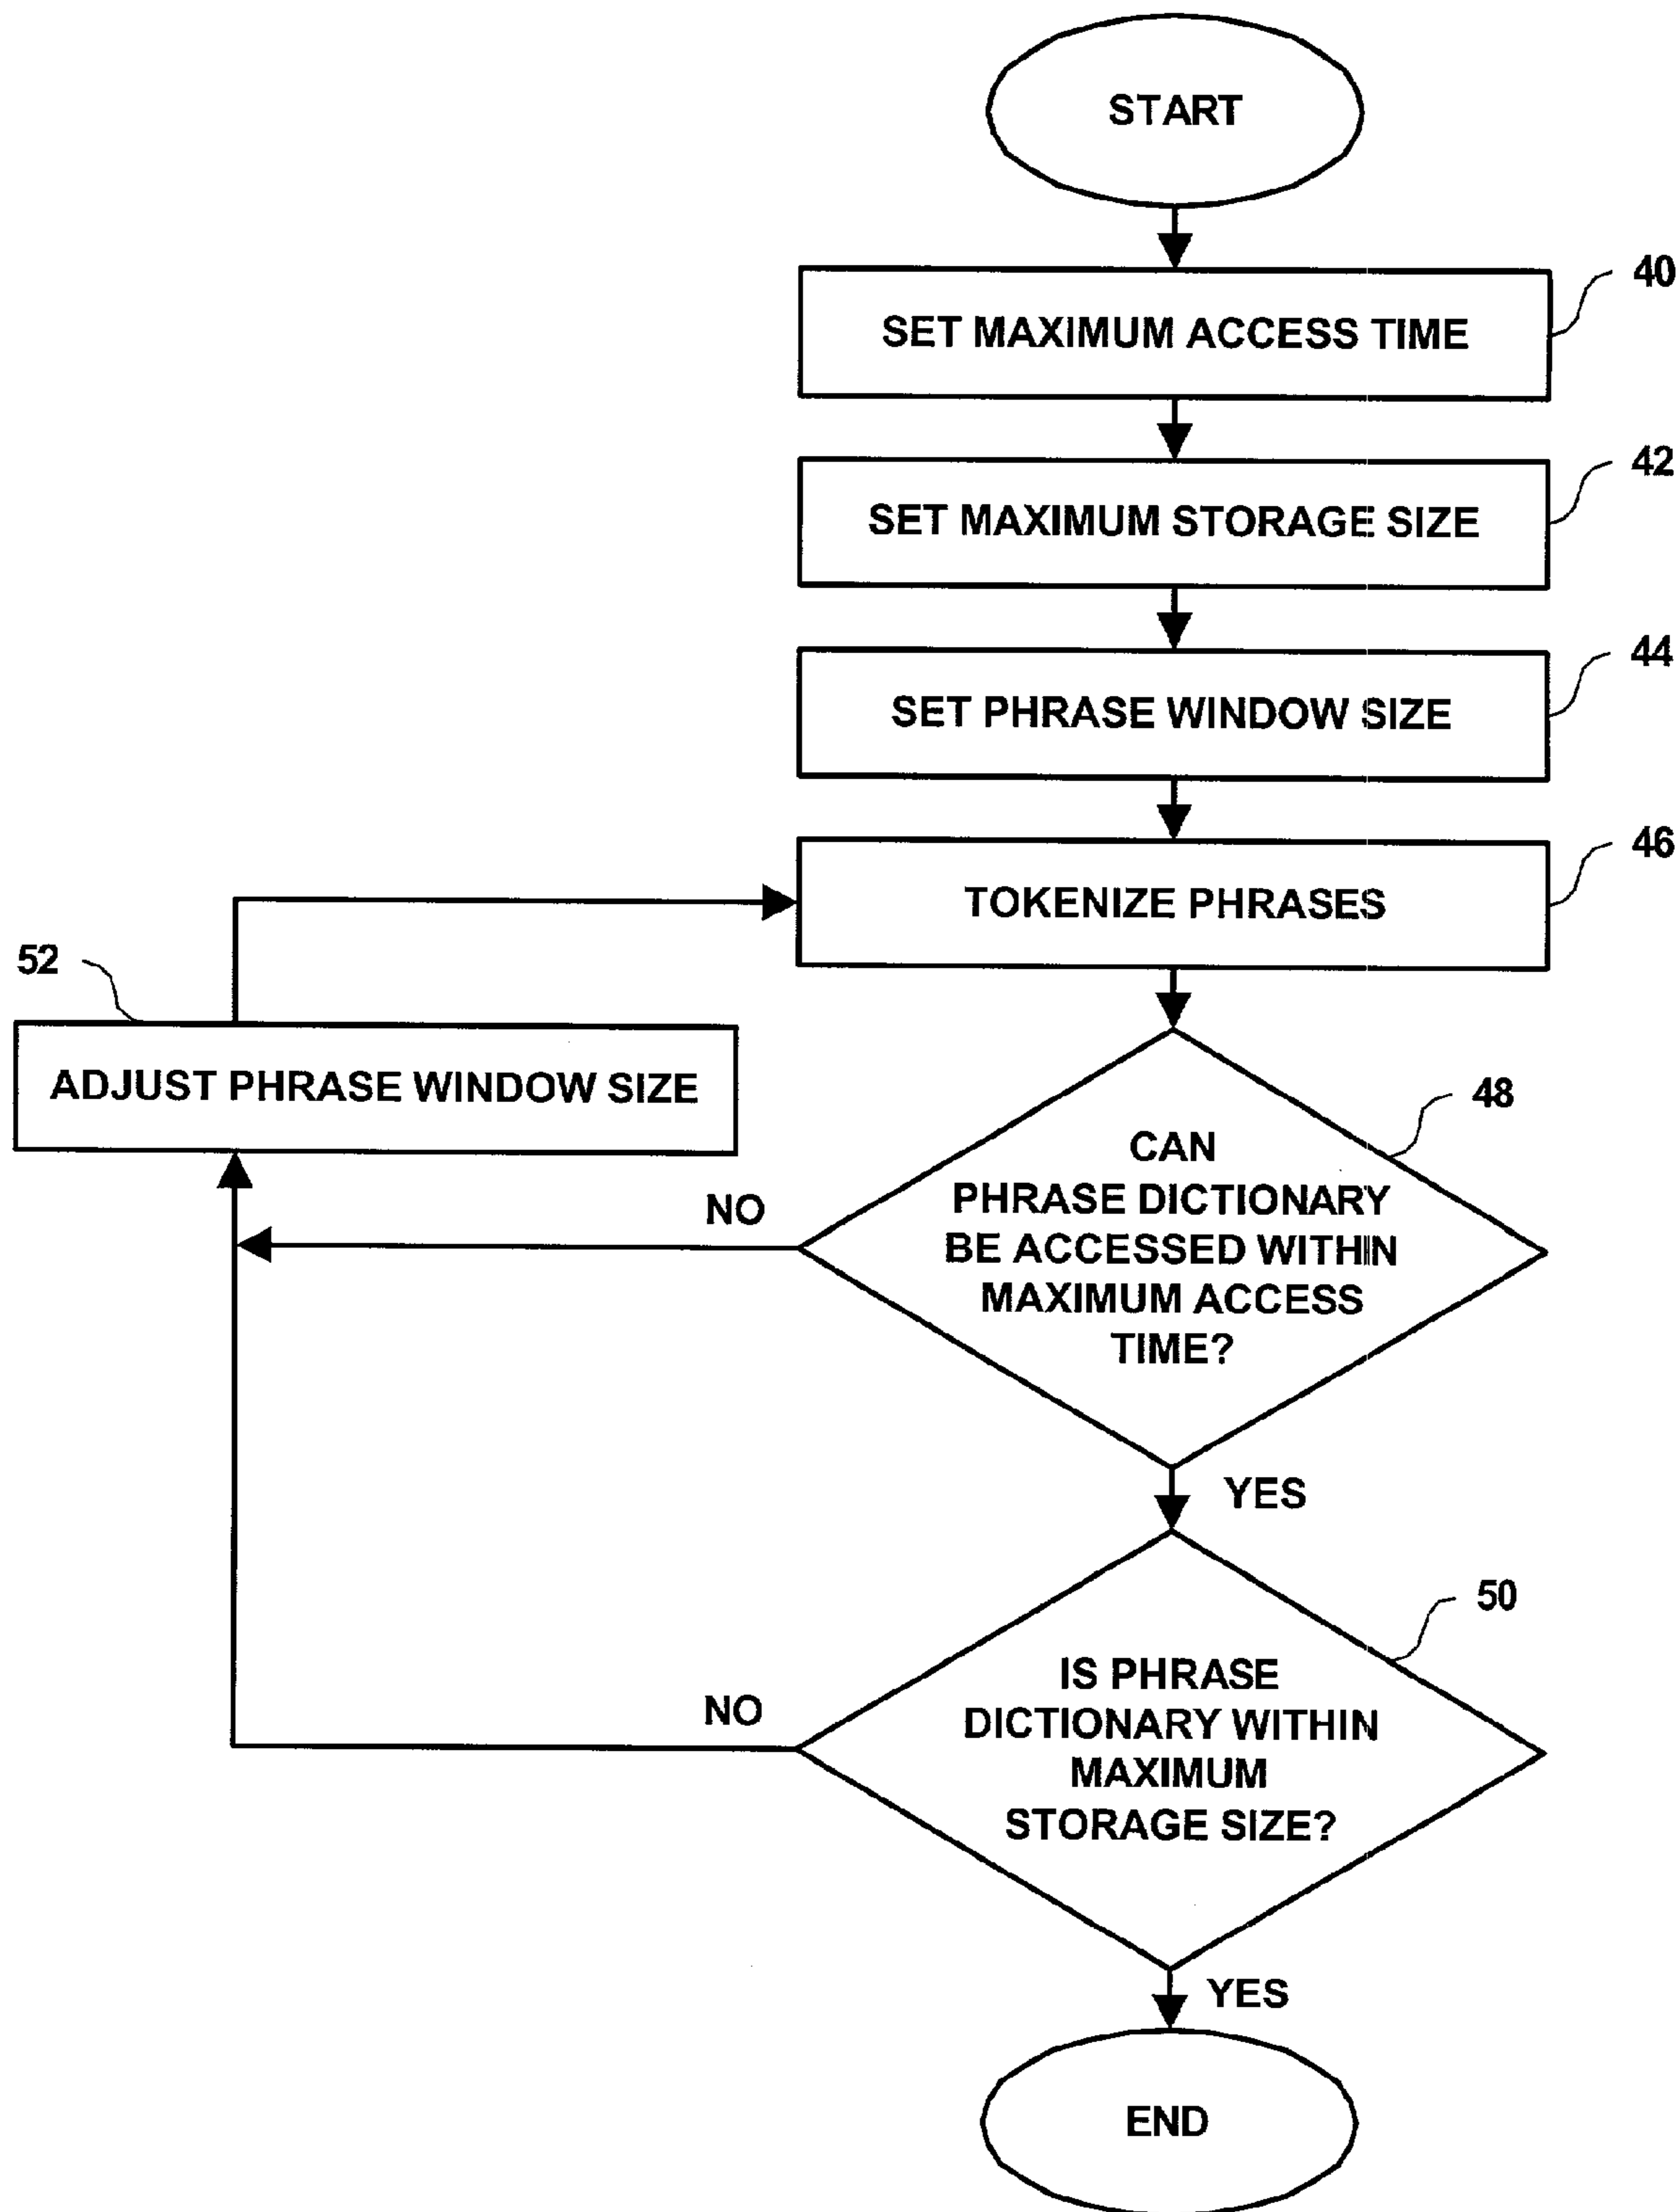 START
40
SET MAXIMUM ACCESS TIME
42
SET MAXIMUM STORAGE SIZE
44
SET PHRASE WINDOW SIZE
46
TOKENIZE PHRASES
52
ADJUST PHRASE WINDOW SIZE
48
CAN
PHRASE DICTIONARY
BE ACCESSED WITHIN
MAXIMUM ACCESS
TIME?
NO
YES
50
IS PHRASE
DICTIONARY WITHIN
MAXIMUM
STORAGE SIZE?
NO
YES
END